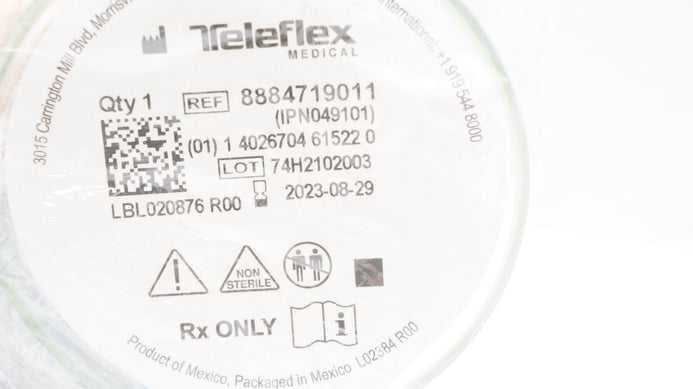 3015 Carrington Mill Blvd,
International: +1 919 544 8000
Teleflex
MEDICAL
Qty 1 REF 8884719011
(IPN049101)
(01) 1 4026704 61522 0
LOT 74H2102003
2023-08-29
LBL020876 R00
!
NON
STERILE
Rx ONLY
i
Product of Mexico, Packaged in Mexico L02384 R00